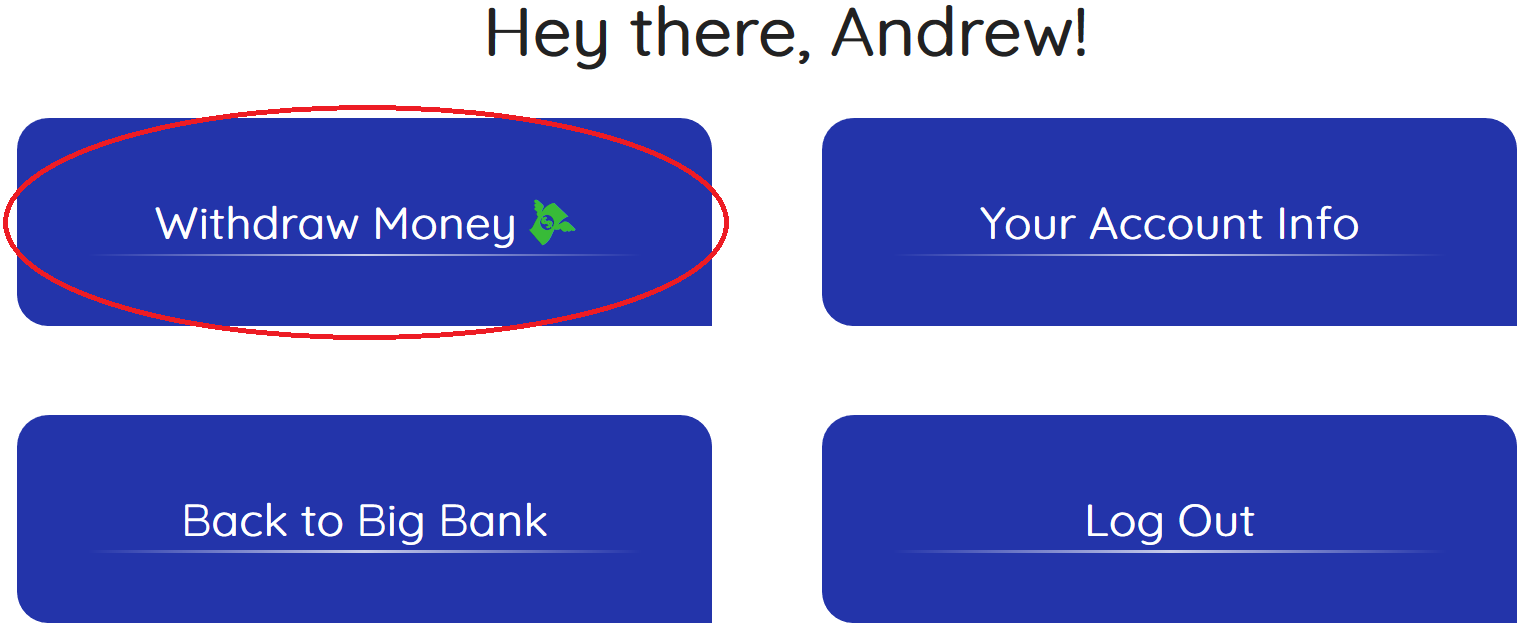 Hey there, Andrew!
Withdraw Money
Your Account Info
Back to Big Bank
Log Out